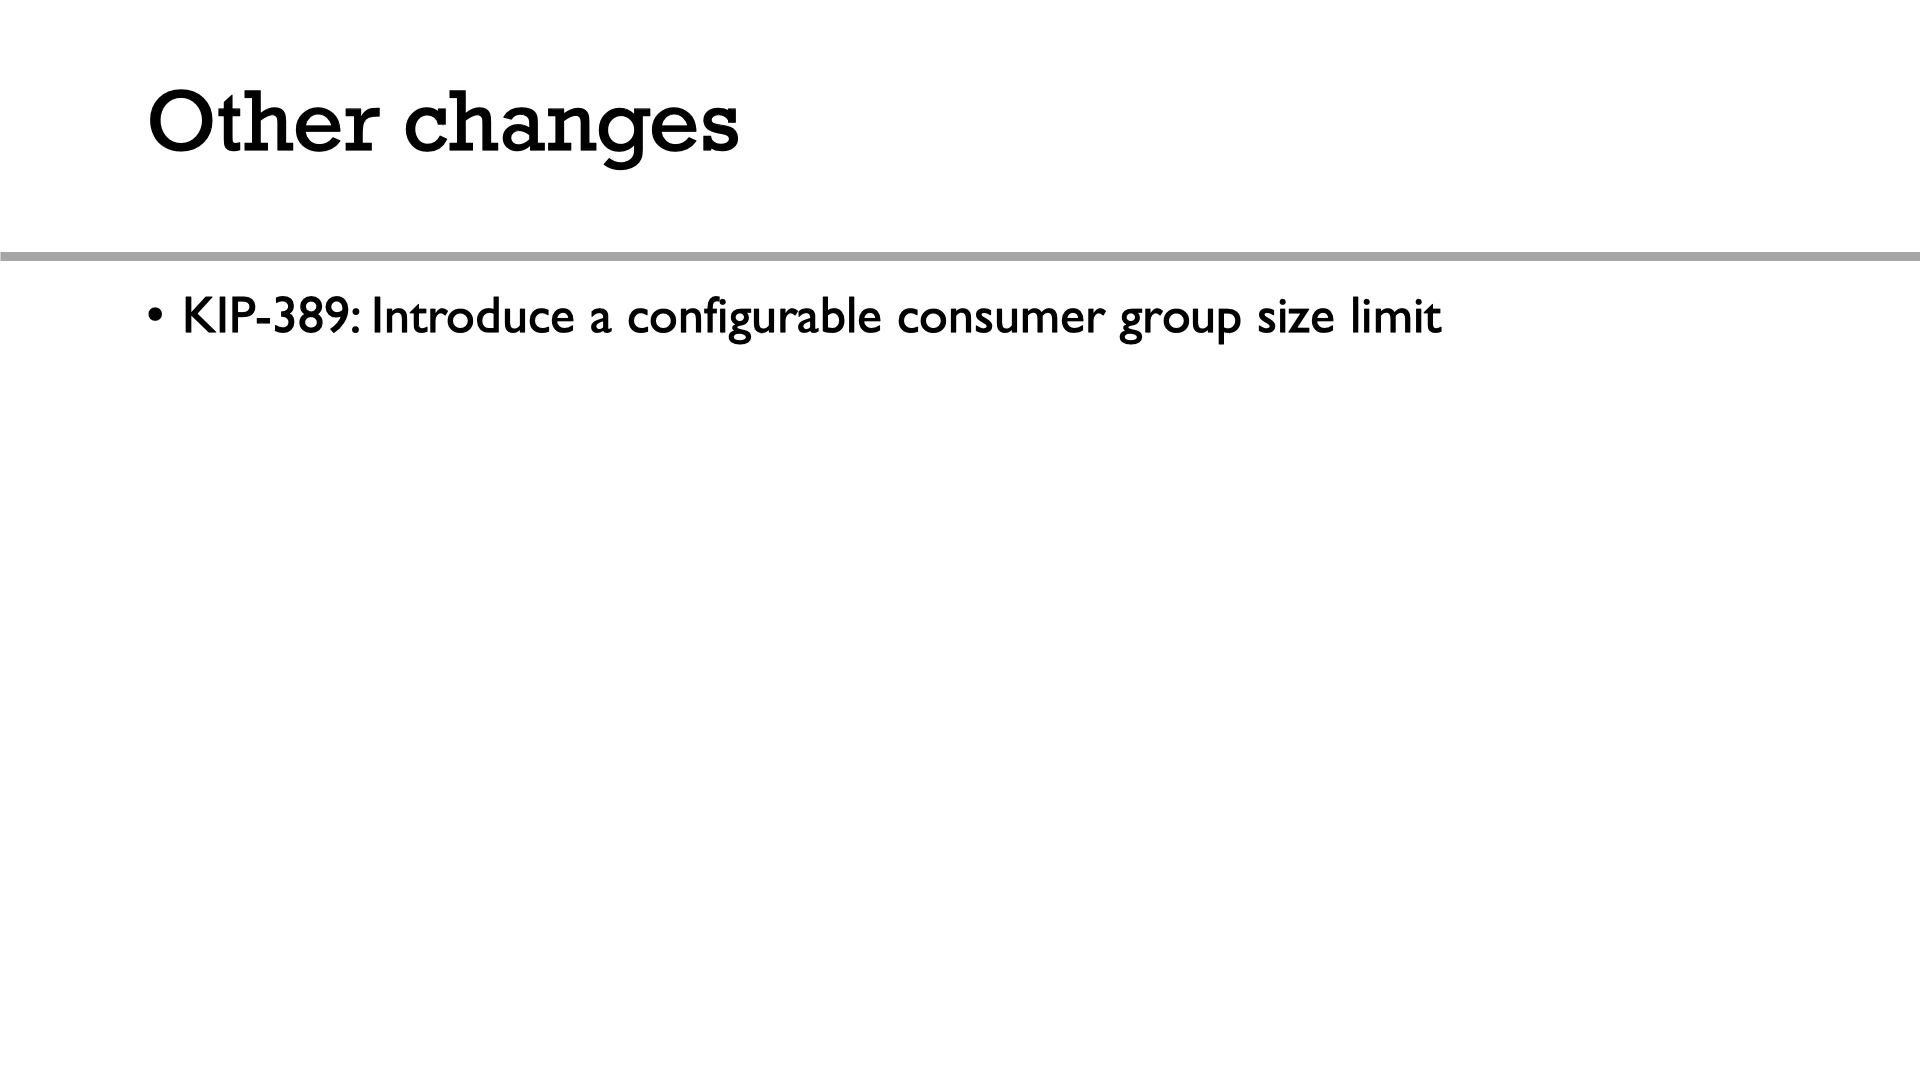 Other changes
• KIP-389: Introduce a configurable consumer group size limit